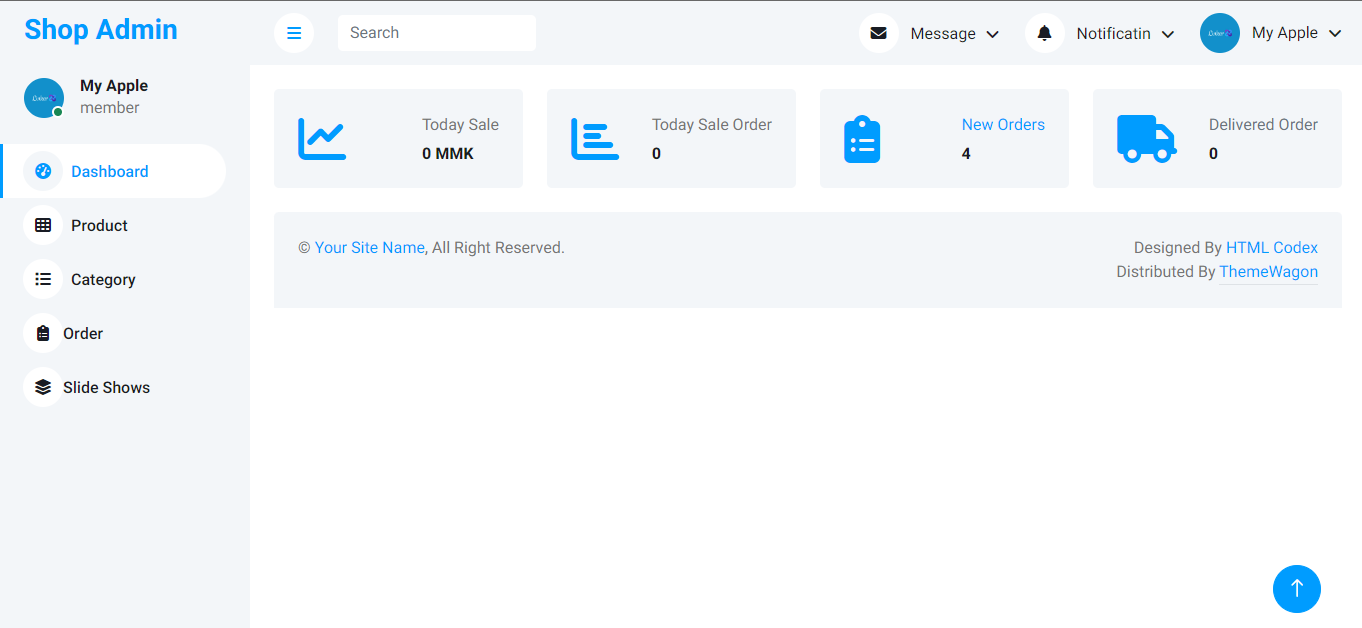 Shop Admin
My Apple
member
Dashboard
Product
Category
Order
Slide Shows
Search
Message
Notificatin
My Apple
Today Sale
0 MMK
Today Sale Order
0
New Orders
4
Delivered Order
0
© Your Site Name, All Right Reserved.
Designed By HTML Codex
Distributed By ThemeWagon